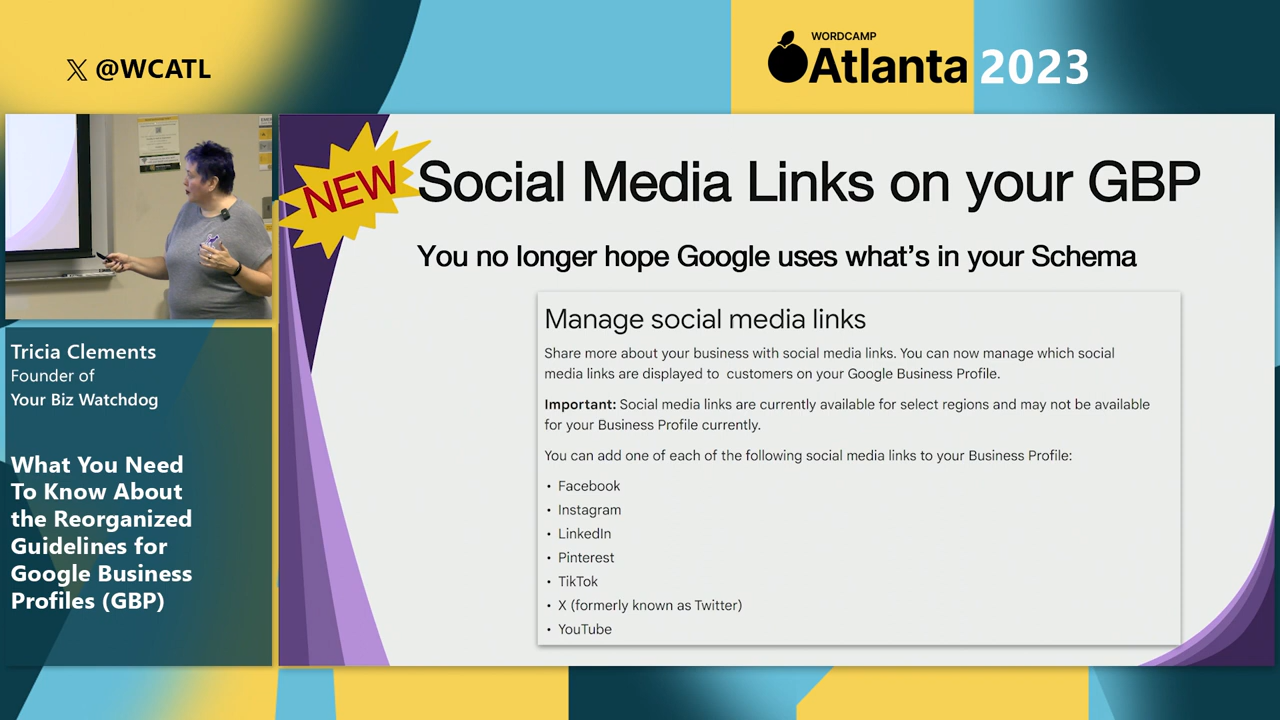 X @WCATL
WORDCAMP
Atlanta 2023
Tricia Clements
Founder of
Your Biz Watchdog
What You Need
To Know About
the Reorganized
Guidelines for
Google Business
Profiles (GBP)
NEW
Social Media Links on your GBP
You no longer hope Google uses what’s in your Schema
Manage social media links
Share more about your business with social media links. You can now manage which social
media links are displayed to customers on your Google Business Profile.
Important: Social media links are currently available for select regions and may not be available
for your Business Profile currently.
You can add one of each of the following social media links to your Business Profile:
• Facebook
• Instagram
• LinkedIn
• Pinterest
• TikTok
• X (formerly known as Twitter)
• YouTube